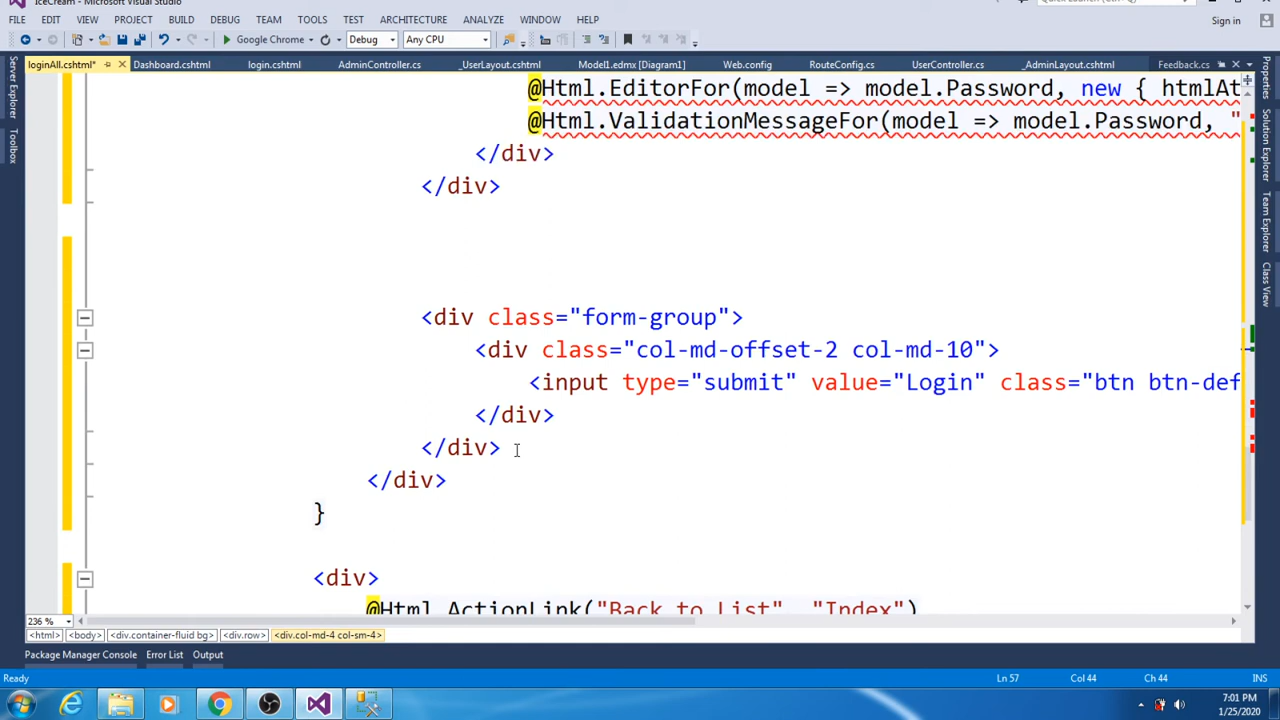 IceCream - Microsoft Visual Studio
FILE EDIT VIEW PROJECT BUILD DEBUG TEAM TOOLS TEST ARCHITECTURE ANALYZE WINDOW HELP Sign in
Google Chrome Debug Any CPU
loginAll.cshtml* Dashboard.cshtml login.cshtml AdminController.cs _UserLayout.cshtml Model1.edmx [Diagram1] Web.config RouteConfig.cs UserController.cs _AdminLayout.cshtml Feedback.cs
@Html.EditorFor(model => model.Password, new { htmlAt
@Html.ValidationMessageFor(model => model.Password, "
</div>
</div>
<div class="form-group">
<div class="col-md-offset-2 col-md-10">
<input type="submit" value="Login" class="btn btn-def
</div>
</div>
</div>
}
<div>
@Html.ActionLink("Back to List", "Index")
236 %
<html> <body> <div.container-fluid bg> <div.row> <div.col-md-4 col-sm-4>
Package Manager Console Error List Output
Ready Ln 57 Col 44 Ch 44 INS
7:01 PM
1/25/2020
Server Explorer
Toolbox
Properties
Solution Explorer
Team Explorer
Class View